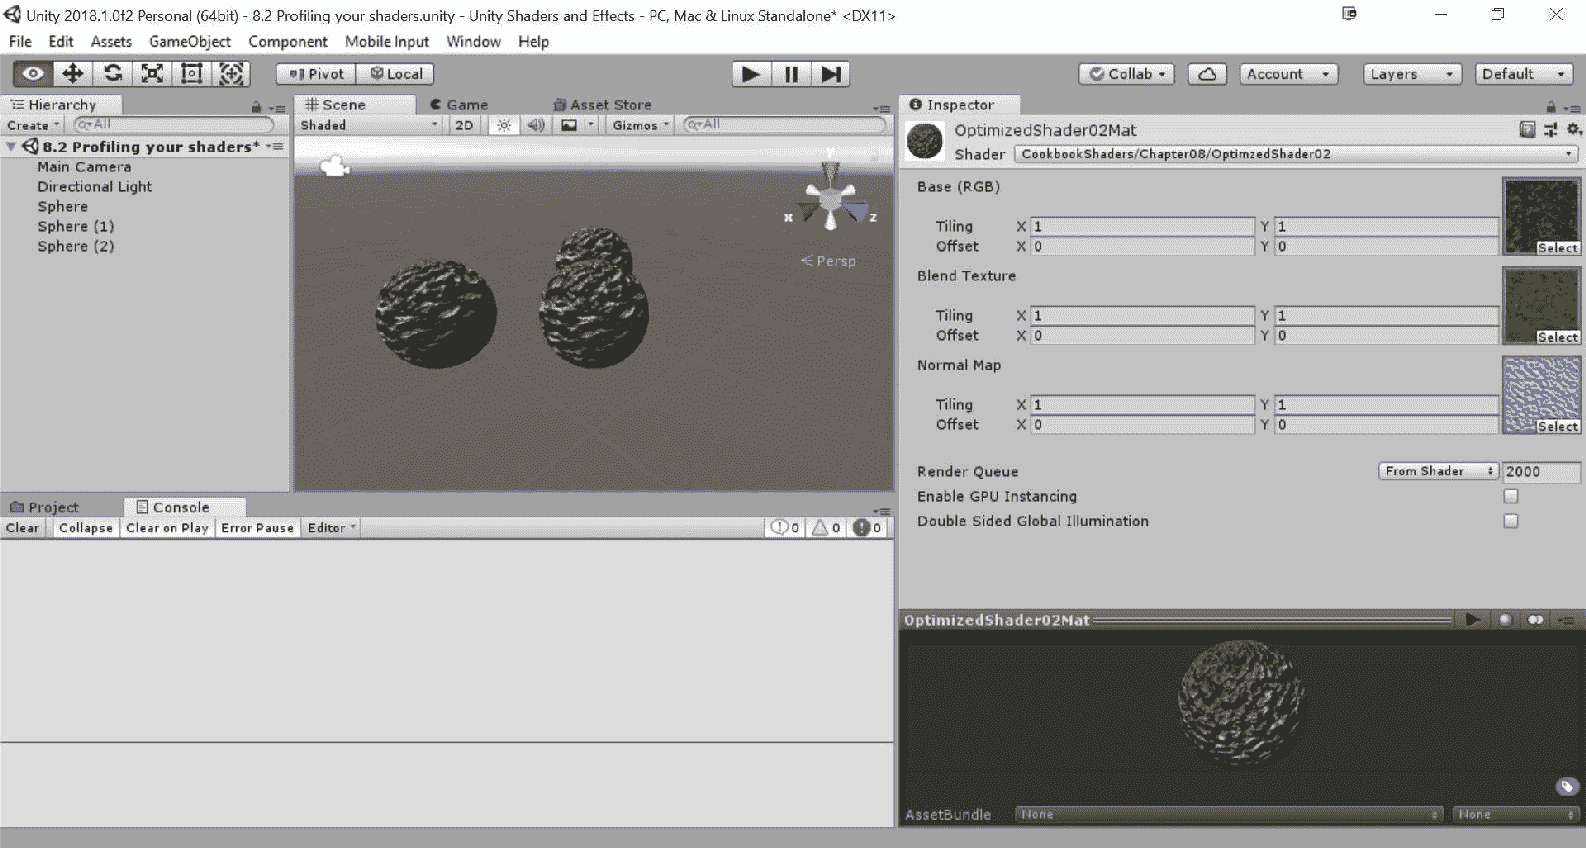 Unity 2018.1.0f2 Personal (64bit) - 8.2 Profiling your shaders.unity - Unity Shaders and Effects - PC, Mac & Linux Standalone* <DX11>
File Edit Assets GameObject Component Mobile Input Window Help
Pivot Local Collab Account Layers Default
Hierarchy
Create All
8.2 Profiling your shaders*
Main Camera
Directional Light
Sphere
Sphere (1)
Sphere (2)
Scene Game Asset Store
Shaded 2D Gizmos All
y
x z
Persp
Project Console
Clear Collapse Clear on Play Error Pause Editor 0 0 0
Inspector
OptimizedShader02Mat
Shader CookbookShaders/Chapter08/OptimzedShader02
Base (RGB)
Tiling X 1 Y 1
Offset X 0 Y 0
Select
Blend Texture
Tiling X 1 Y 1
Offset X 0 Y 0
Select
Normal Map
Tiling X 1 Y 1
Offset X 0 Y 0
Select
Render Queue From Shader 2000
Enable GPU Instancing
Double Sided Global Illumination
OptimizedShader02Mat
AssetBundle None None